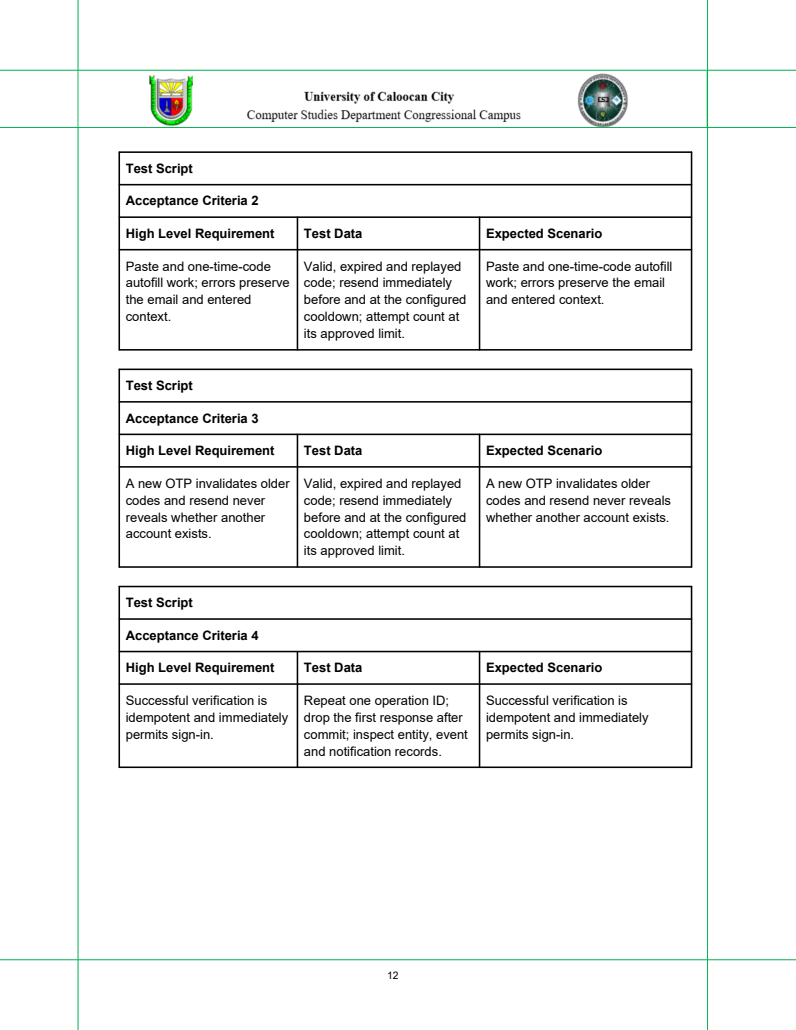 University of Caloocan City
Computer Studies Department Congressional Campus
Test Script
Acceptance Criteria 2
High Level Requirement
Test Data
Expected Scenario
Paste and one-time-code
autofill work; errors preserve
the email and entered
context.
Valid, expired and replayed
code; resend immediately
before and at the configured
cooldown; attempt count at
its approved limit.
Paste and one-time-code autofill
work; errors preserve the email
and entered context.
Test Script
Acceptance Criteria 3
High Level Requirement
Test Data
Expected Scenario
A new OTP invalidates older
codes and resend never
reveals whether another
account exists.
Valid, expired and replayed
code; resend immediately
before and at the configured
cooldown; attempt count at
its approved limit.
A new OTP invalidates older
codes and resend never reveals
whether another account exists.
Test Script
Acceptance Criteria 4
High Level Requirement
Test Data
Expected Scenario
Successful verification is
idempotent and immediately
permits sign-in.
Repeat one operation ID;
drop the first response after
commit; inspect entity, event
and notification records.
Successful verification is
idempotent and immediately
permits sign-in.
12